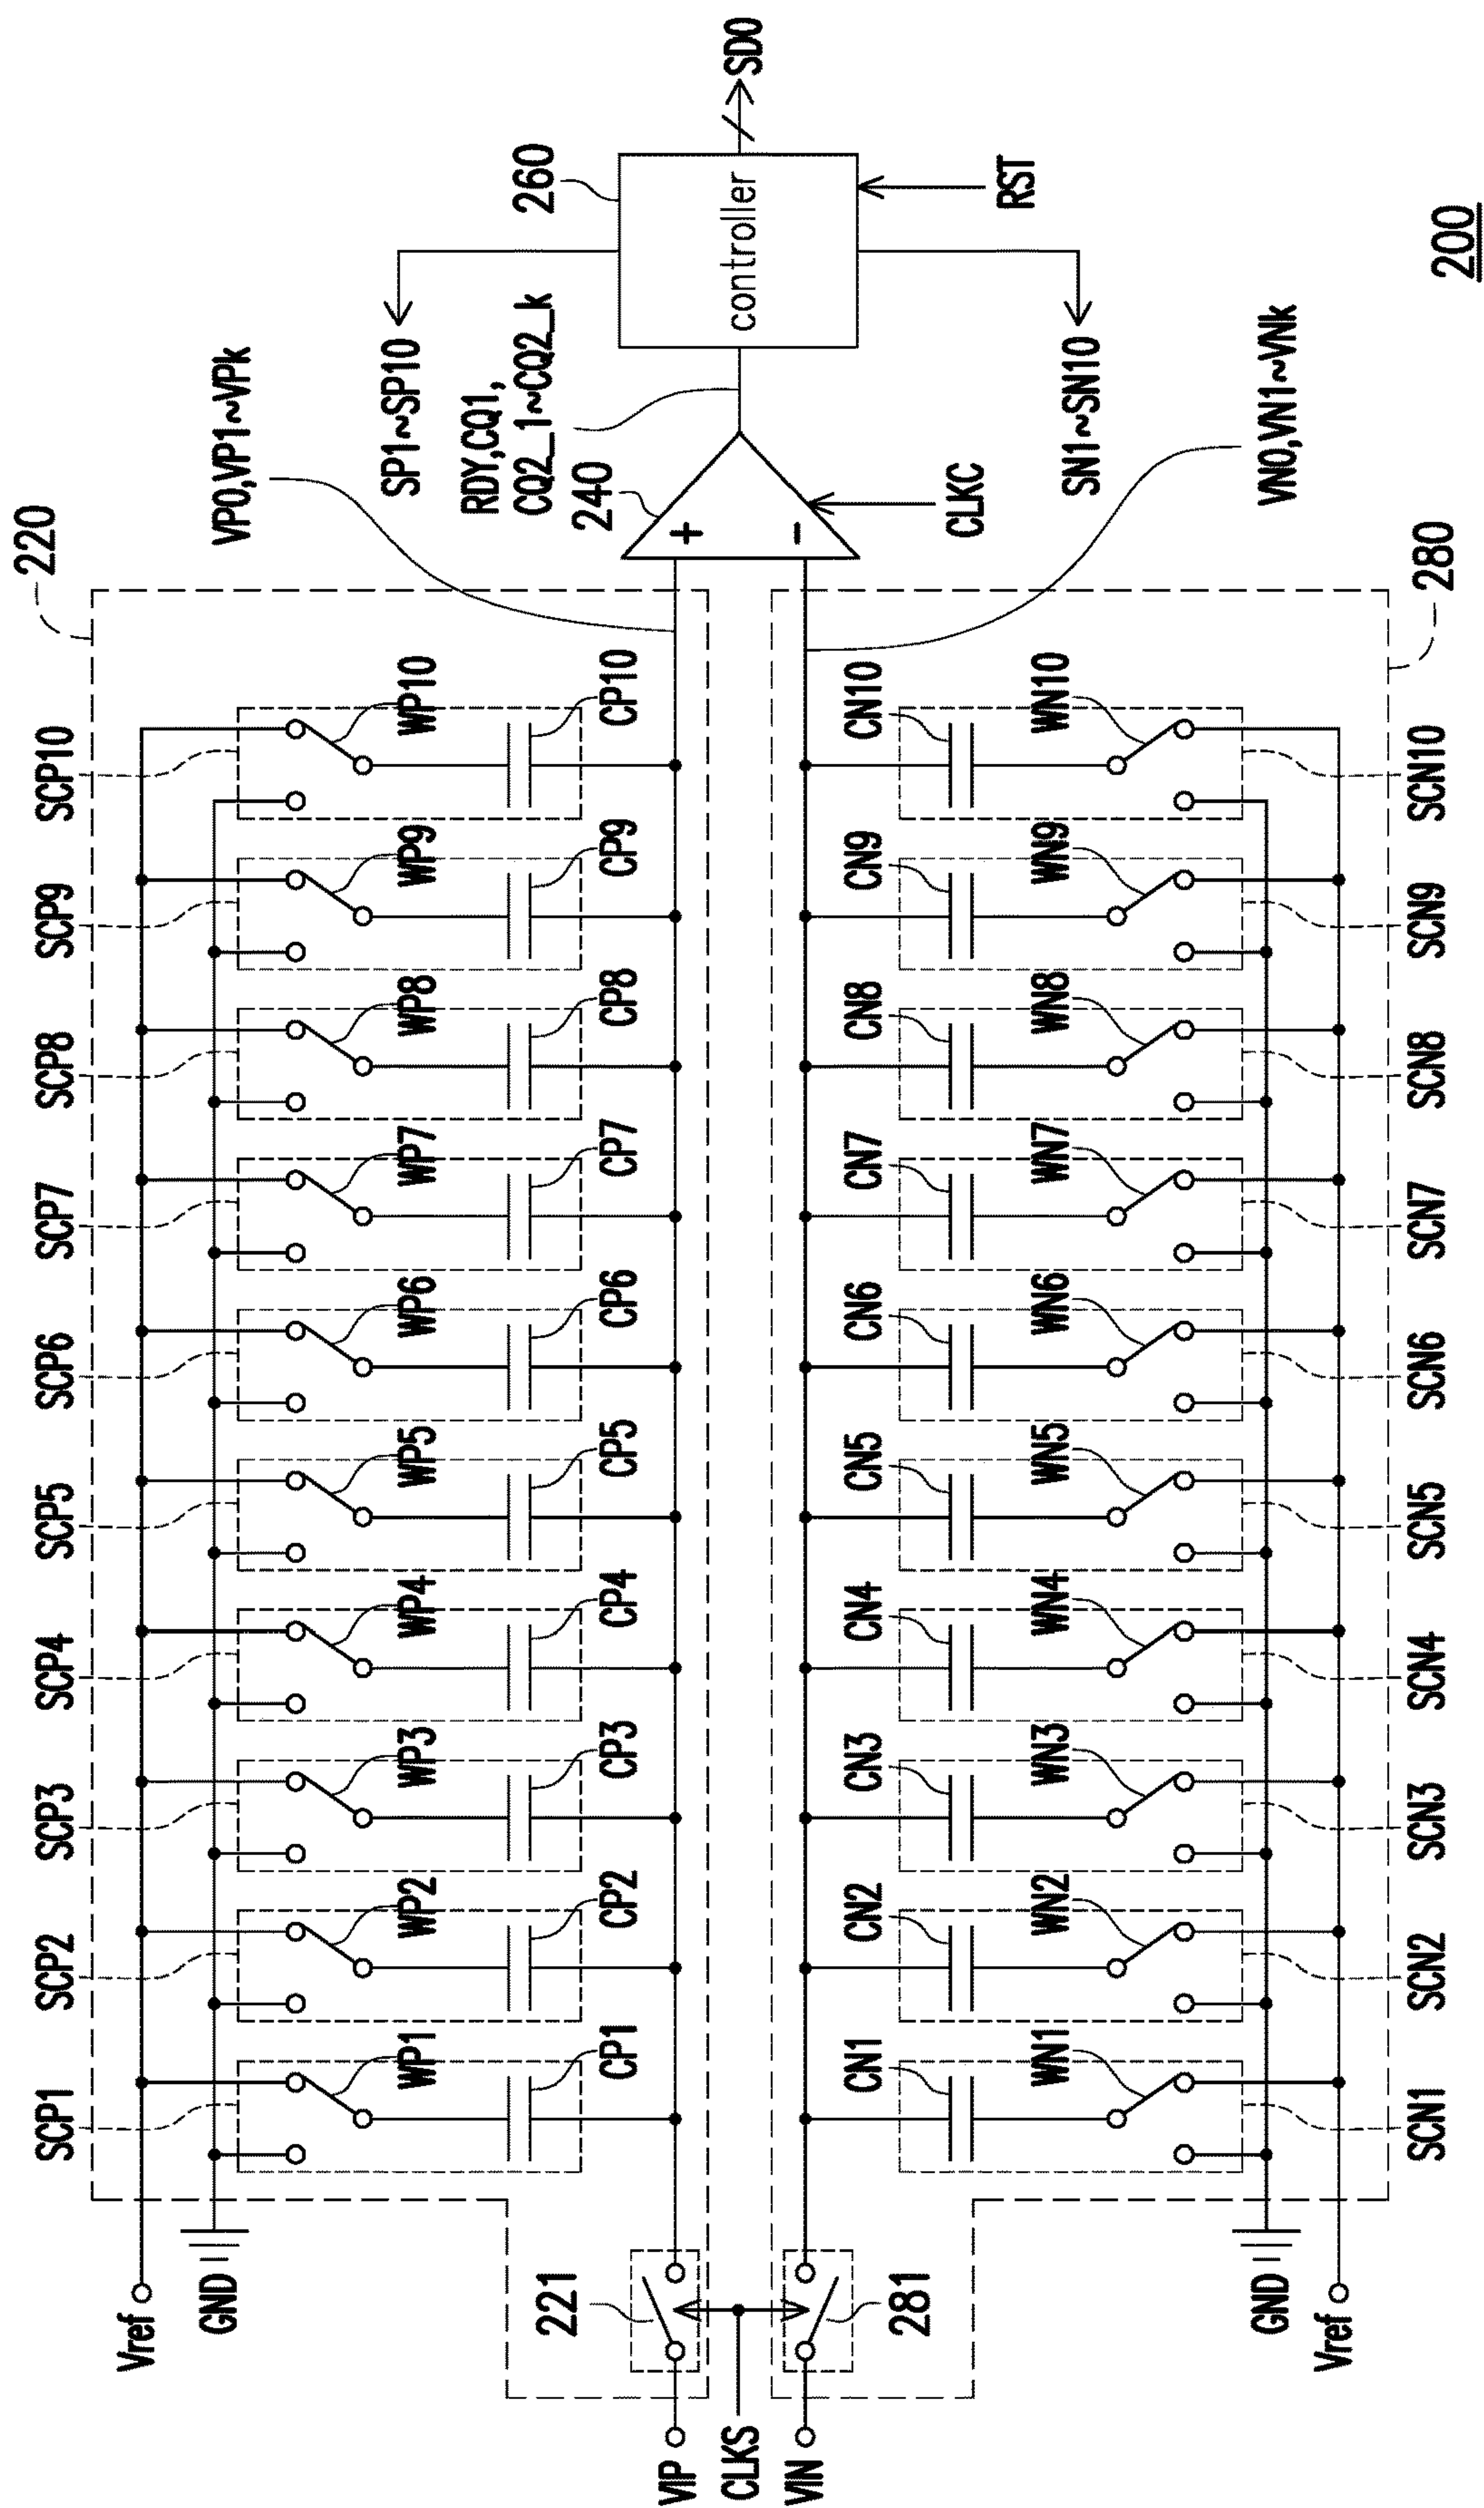 220
SCP1
SCP2
SCP3
SCP4
SCP5
SCP6
SCP7
SCP8
SCP9
SCP10
Vref
GND
WP1
WP2
WP3
WP4
WP5
WP6
WP7
WP8
WP9
WP10
CP1
CP2
CP3
CP4
CP5
CP6
CP7
CP8
CP9
CP10
VP0,VP1~VPk
SP1~SP10
RDY,CQ1,
CQ2_1~CQ2_k
260
240
221
VIP
CLKS
VIN
281
+
-
controller
SDO
CLKC
RST
CN1
CN2
CN3
CN4
CN5
CN6
CN7
CN8
CN9
CN10
WN1
WN2
WN3
WN4
WN5
WN6
WN7
WN8
WN9
WN10
SN1~SN10
VN0,VN1~VNk
GND
Vref
SCN1
SCN2
SCN3
SCN4
SCN5
SCN6
SCN7
SCN8
SCN9
SCN10
280
200